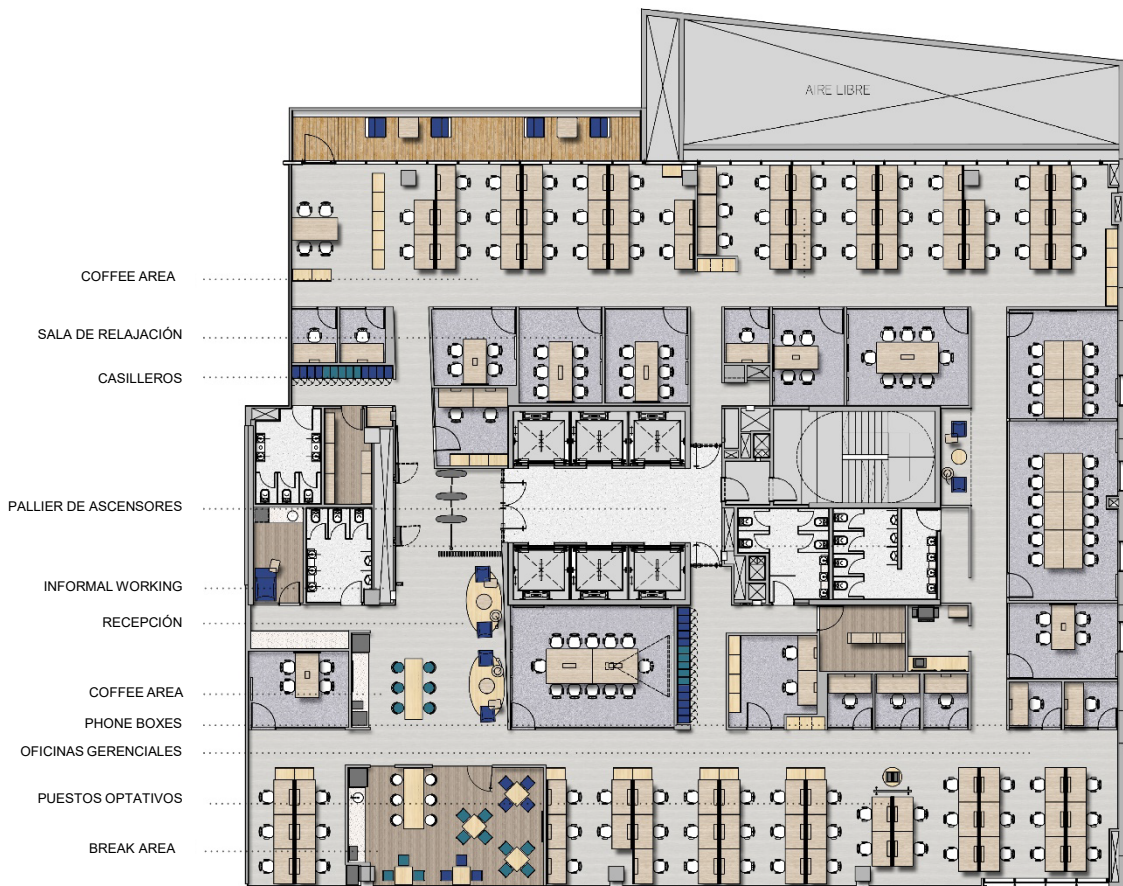 AIRE LIBRE
COFFEE AREA
SALA DE RELAJACIÓN
CASILLEROS
PALLIER DE ASCENSORES
INFORMAL WORKING
RECEPCIÓN
COFFEE AREA
PHONE BOXES
OFICINAS GERENCIALES
PUESTOS OPTATIVOS
BREAK AREA